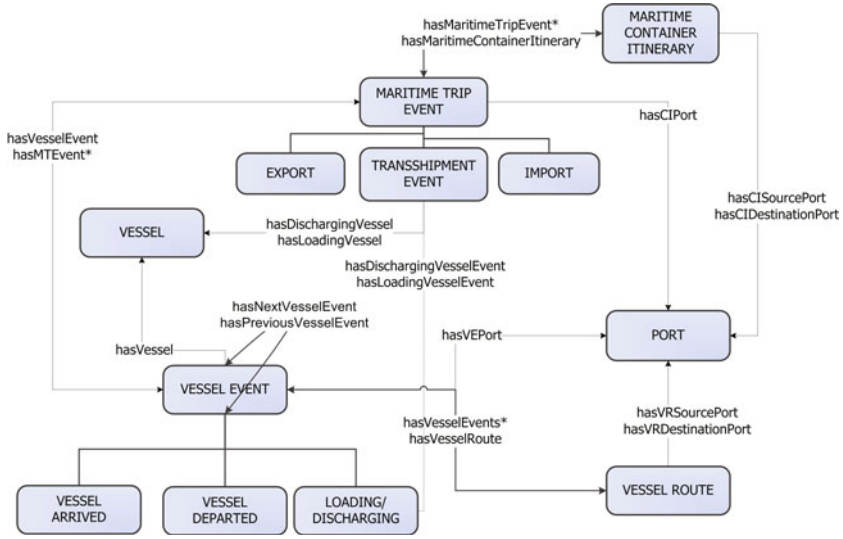 hasMaritimeTripEvent*
hasMaritimeContainerItinerary
MARITIME
CONTAINER
ITINERARY
MARITIME TRIP
EVENT
hasCIPort
hasVesselEvent
hasMTEvent*
EXPORT
TRANSSHIPMENT
EVENT
IMPORT
hasCISourcePort
hasCIDestinationPort
VESSEL
hasDischargingVessel
hasLoadingVessel
hasDischargingVesselEvent
hasLoadingVesselEvent
hasNextVesselEvent
hasPreviousVesselEvent
hasVessel
hasVEPort
PORT
VESSEL EVENT
hasVesselEvents*
hasVesselRoute
hasVRSourcePort
hasVRDestinationPort
VESSEL
ARRIVED
VESSEL
DEPARTED
LOADING/
DISCHARGING
VESSEL ROUTE